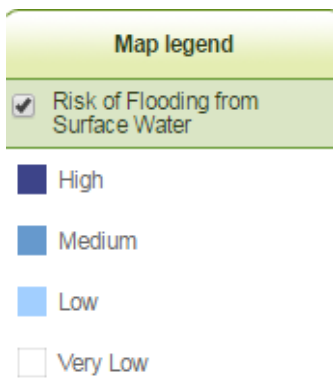 Map legend
Risk of Flooding from
Surface Water
High
Medium
Low
Very Low